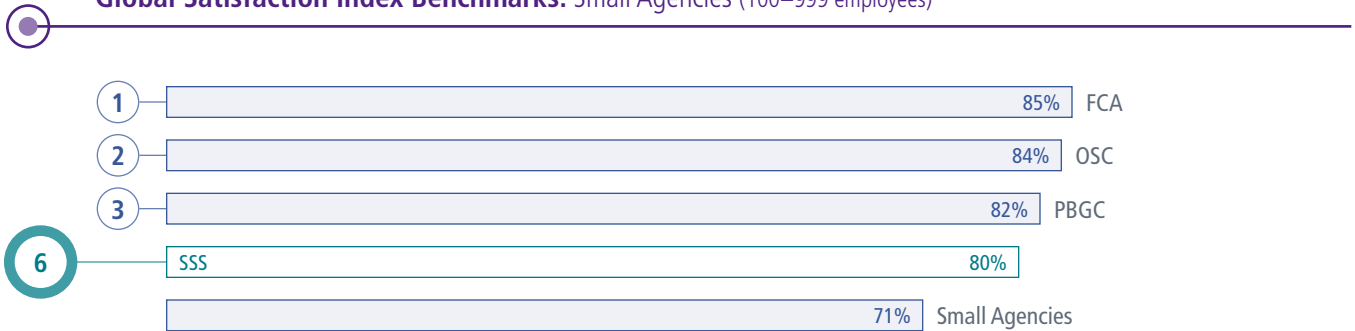 Global Satisfaction Index Benchmarks: Small Agencies (100–999 employees)
1 85% FCA
2 84% OSC
3 82% PBGC
6 SSS 80%
71% Small Agencies